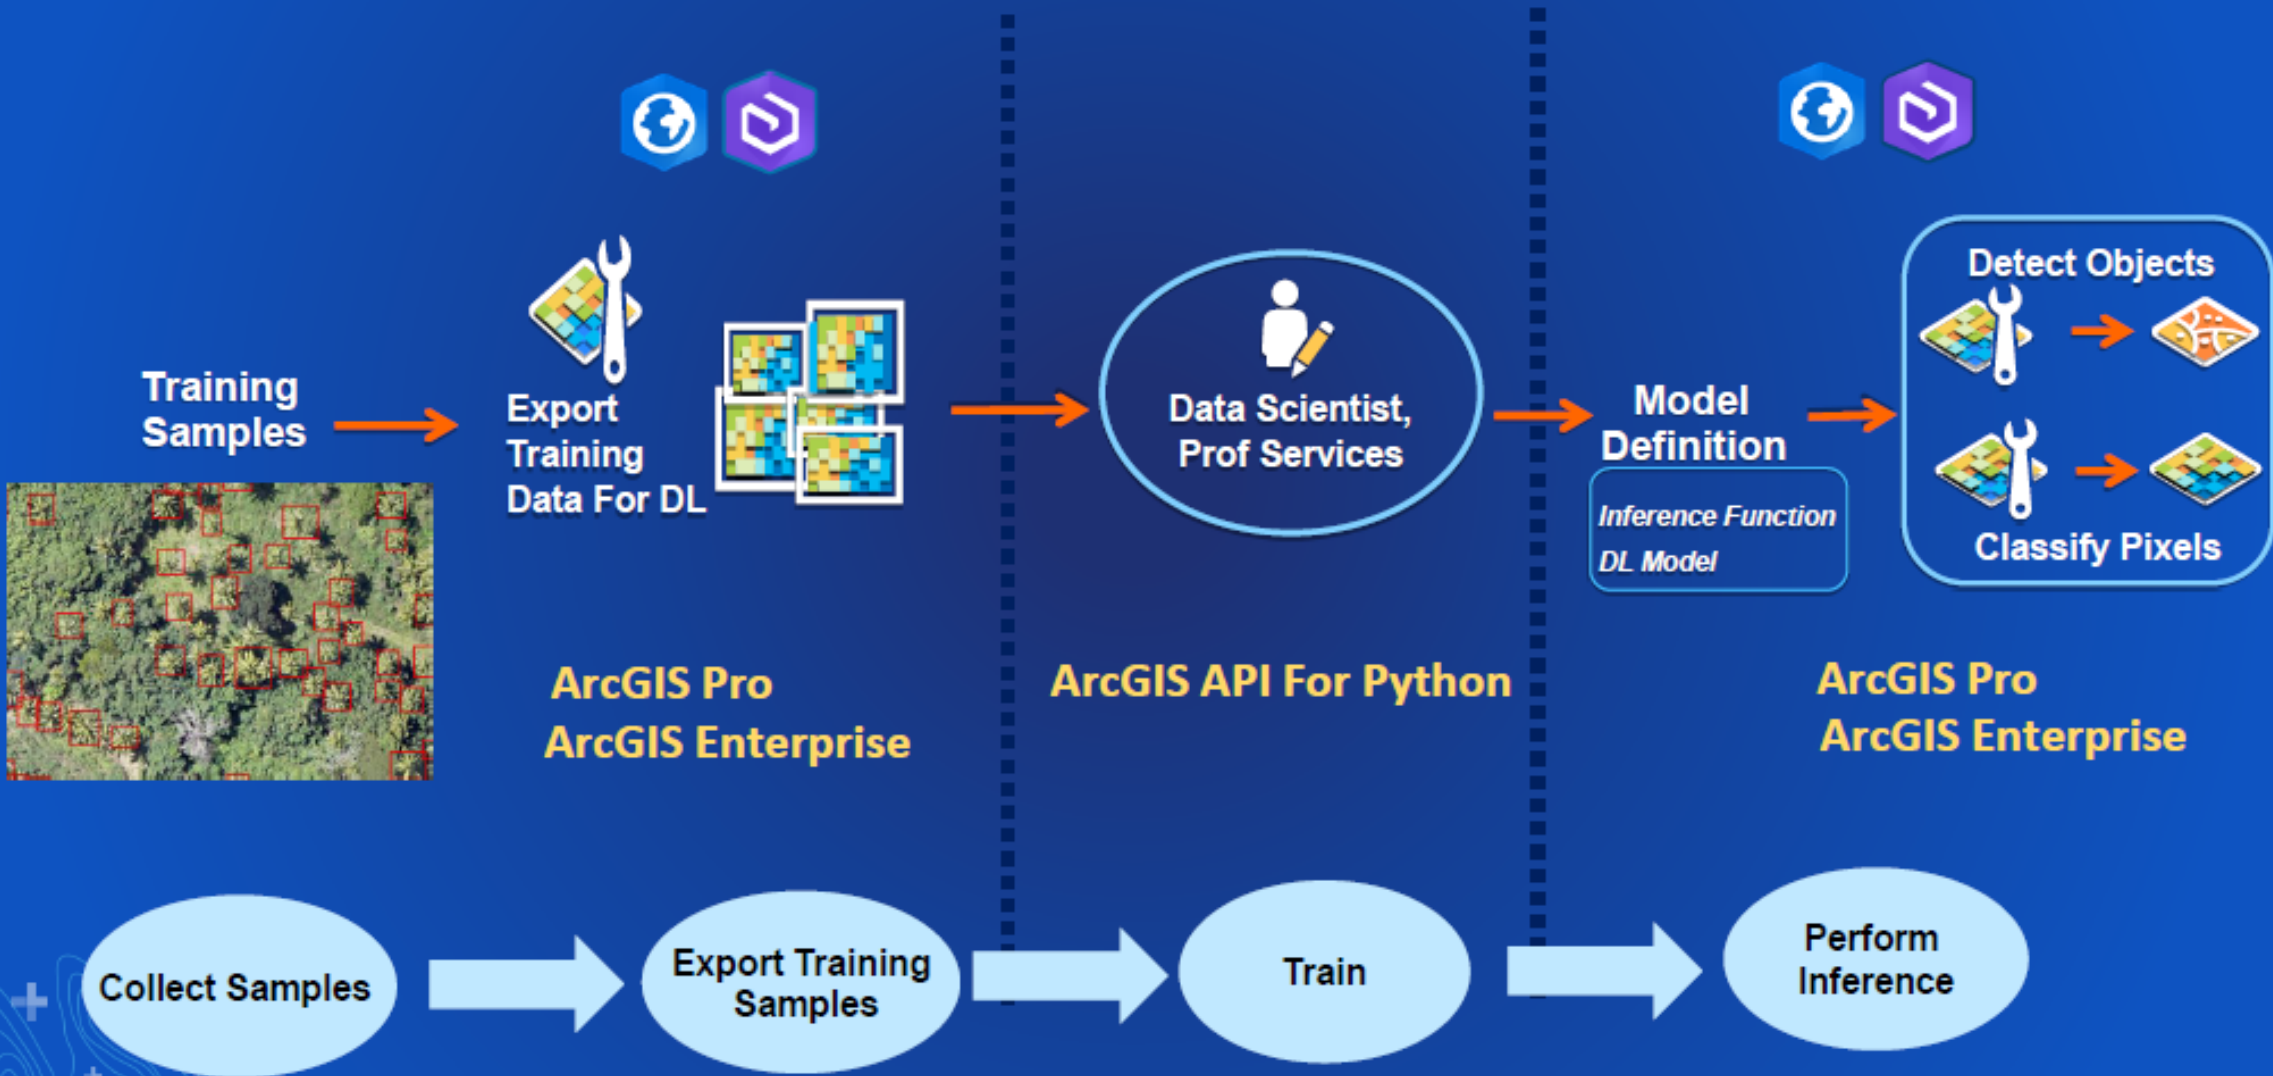 Training
Samples
Export
Training
Data For DL
Data Scientist,
Prof Services
Model
Definition
Inference Function
DL Model
Detect Objects
Classify Pixels
ArcGIS Pro
ArcGIS Enterprise
ArcGIS API For Python
ArcGIS Pro
ArcGIS Enterprise
Collect Samples
Export Training
Samples
Train
Perform
Inference